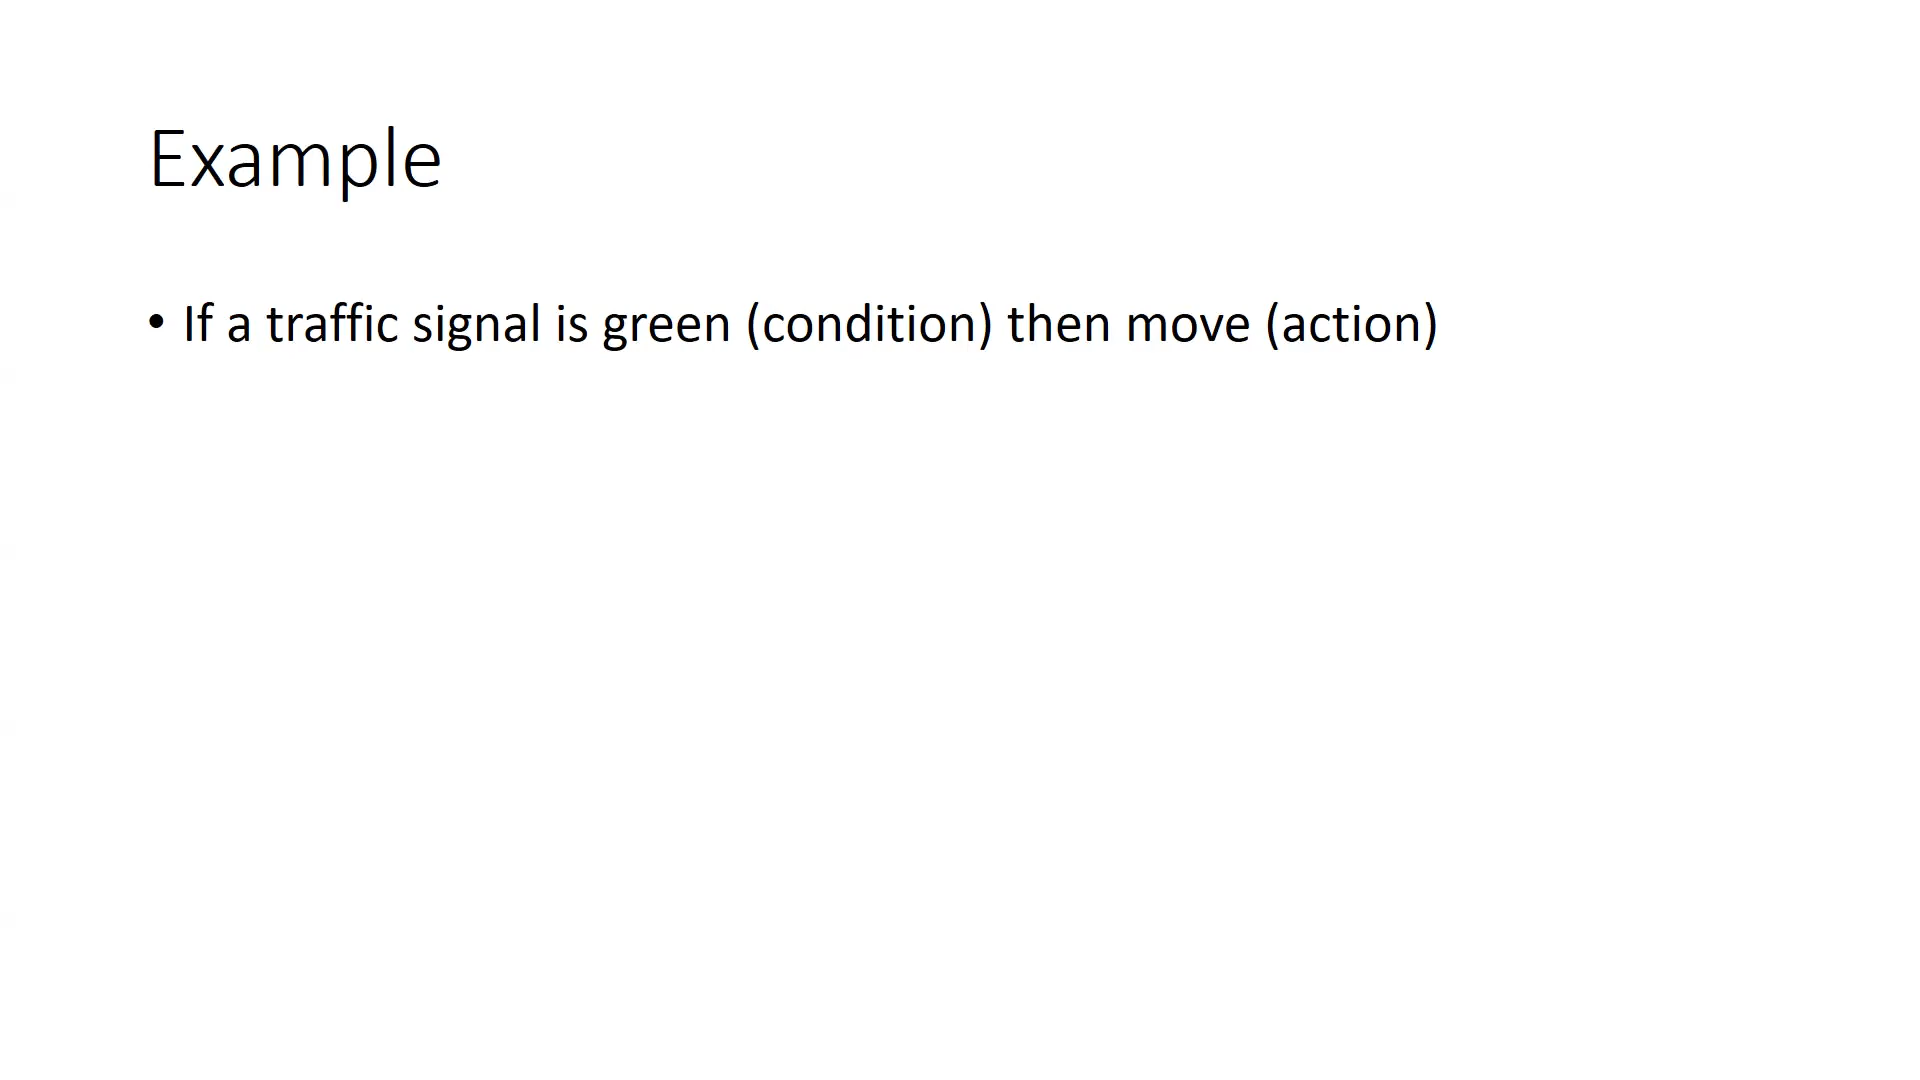 Example
• If a traffic signal is green (condition) then move (action)